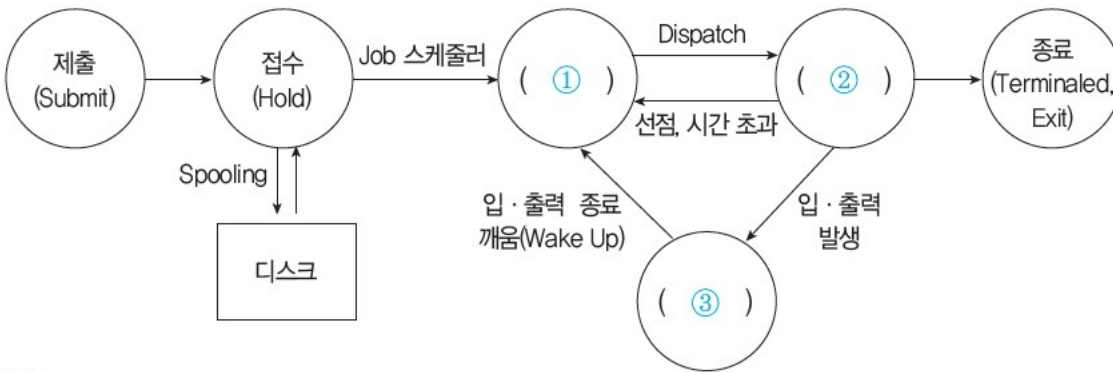 제출
(Submit)
접수
(Hold)
Job 스케줄러
( ① )
Dispatch
선점, 시간 초과
( ② )
종료
(Terminaled,
Exit)
Spooling
디스크
입 · 출력 종료
깨움(Wake Up)
입 · 출력
발생
( ③ )